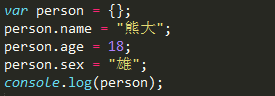 var person = {};
person.name = "熊大";
person.age = 18;
person.sex = "雄";
console.log(person);